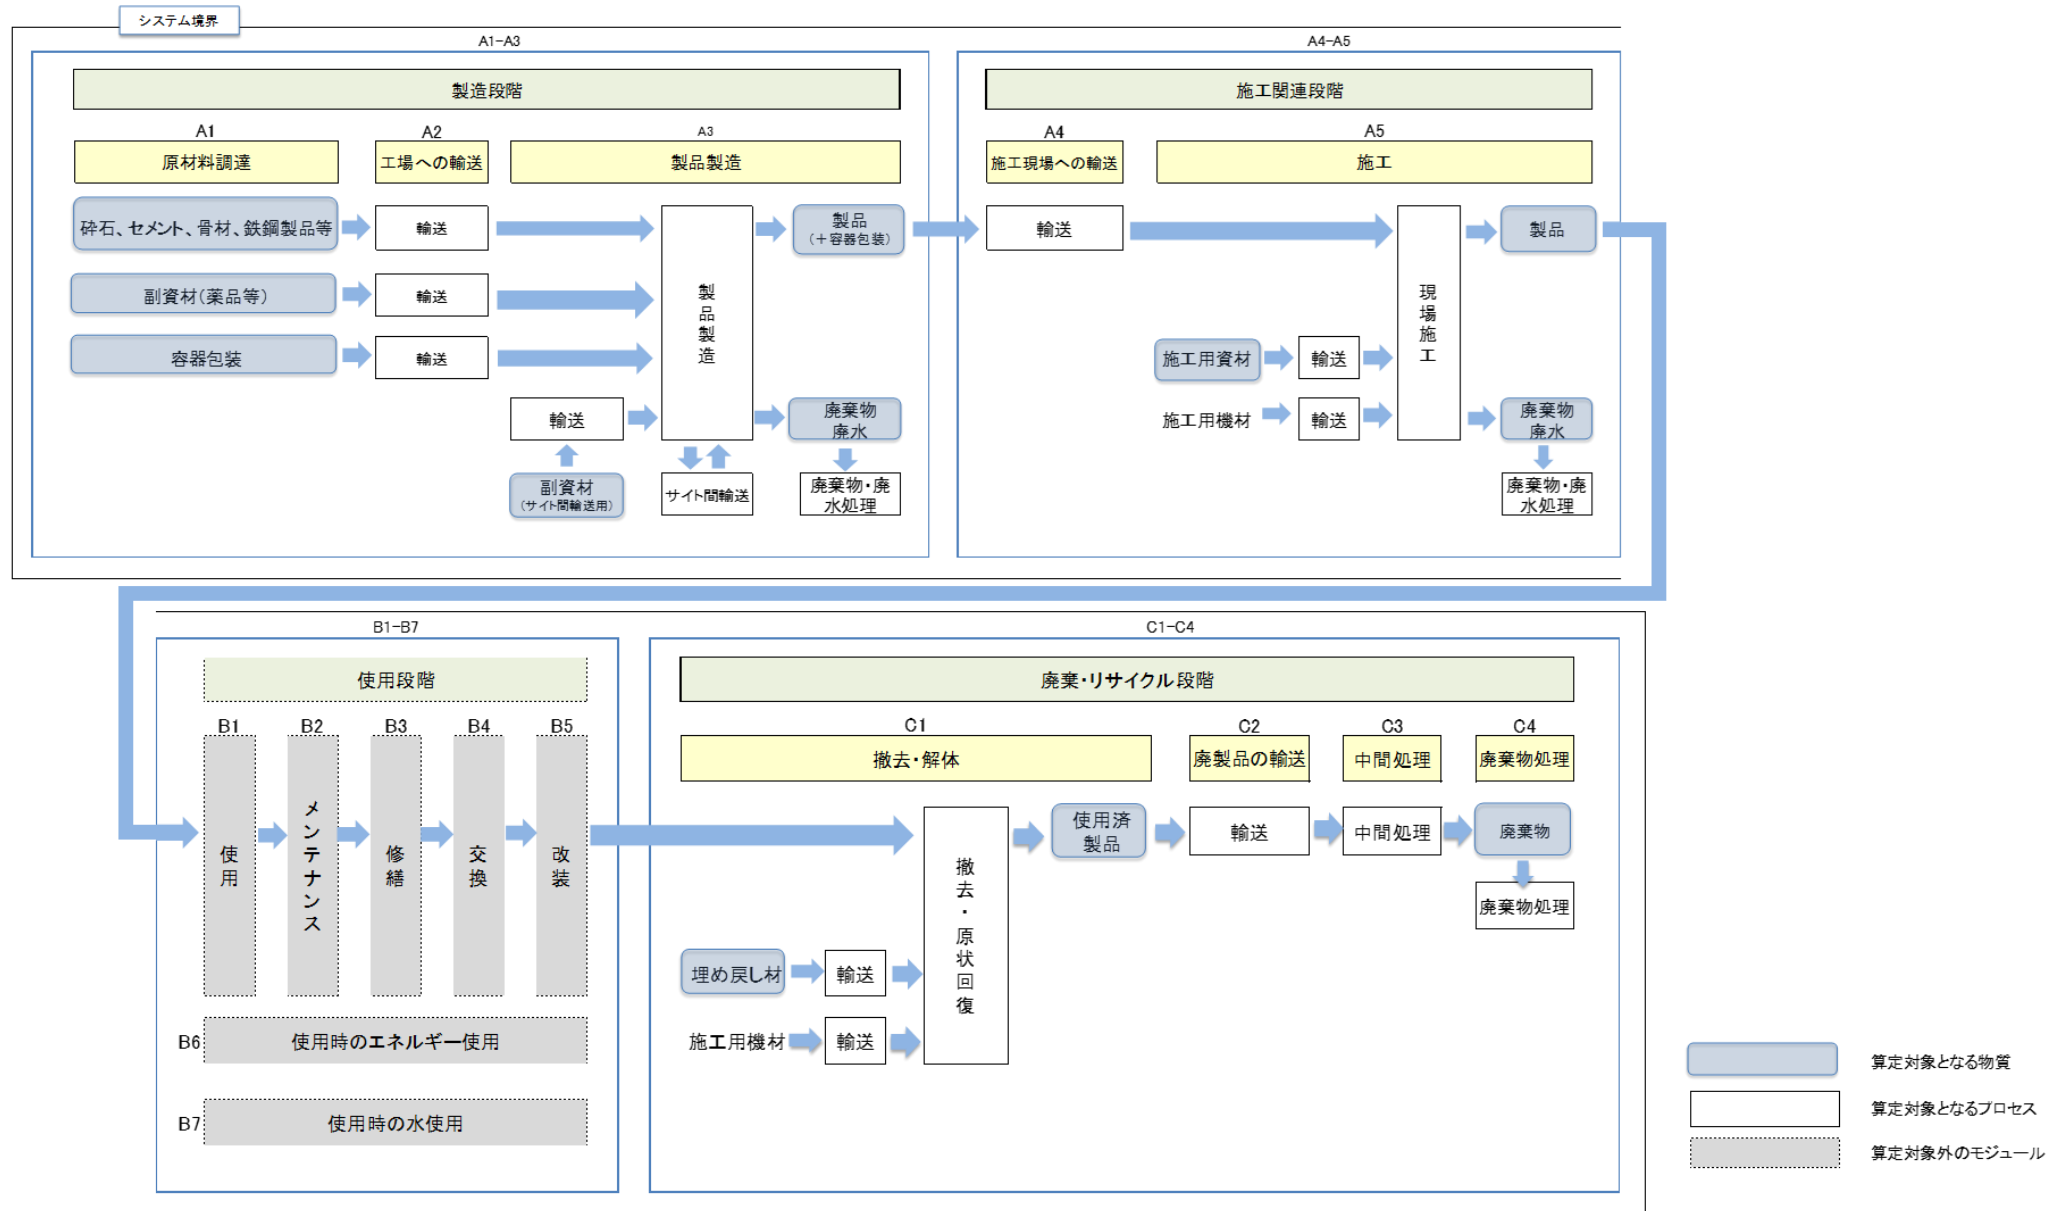 システム境界
A1-A3
製造段階
A1
原材料調達
A2
工場への輸送
A3
製品製造
砕石、セメント、骨材、鉄鋼製品等
輸送
副資材(薬品等)
輸送
容器包装
輸送
製品製造
製品
(+容器包装)
輸送
副資材
(サイト間輸送用)
サイト間輸送
廃棄物
廃水
廃棄物・廃
水処理
A4-A5
施工関連段階
A4
施工現場への輸送
A5
施工
輸送
現場施工
製品
施工用資材
輸送
施工用機材
輸送
廃棄物
廃水
廃棄物・廃
水処理
B1-B7
使用段階
B1
使用
B2
メンテナンス
B3
修繕
B4
交換
B5
改装
B6
使用時のエネルギー使用
B7
使用時の水使用
C1-C4
廃棄・リサイクル段階
C1
撤去・解体
C2
廃製品の輸送
C3
中間処理
C4
廃棄物処理
撤去・原状回復
使用済
製品
輸送
中間処理
廃棄物
廃棄物処理
埋め戻し材
輸送
施工用機材
輸送
算定対象となる物質
算定対象となるプロセス
算定対象外のモジュール